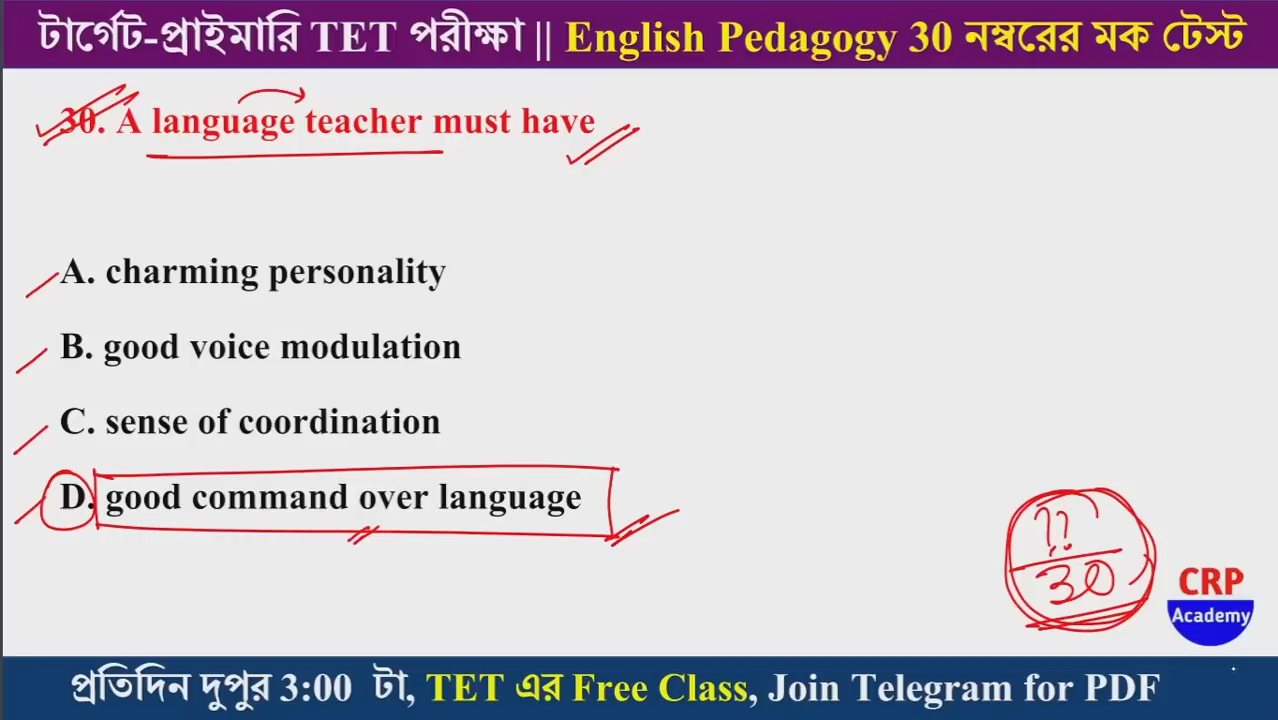 টার্গেট-প্রাইমারি TET পরীক্ষা || English Pedagogy 30 নম্বরের মক টেস্ট
30. A language teacher must have
A. charming personality
B. good voice modulation
C. sense of coordination
D. good command over language
??
30
CRP
Academy
প্রতিদিন দুপুর 3:00 টা, TET এর Free Class, Join Telegram for PDF